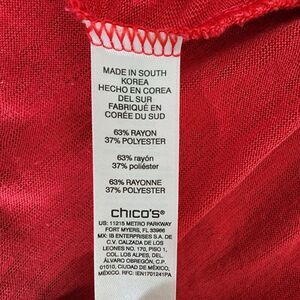 MADE IN SOUTH
KOREA
HECHO EN COREA
DEL SUR
FABRIQUÉ EN
CORÉE DU SUD
63% RAYON
37% POLYESTER
63% rayón
37% poliéster
63% RAYONNE
37% POLYESTER
chico's®
US: 11215 METRO PARKWAY
FORT MYERS, FL 33966
MX: IB ENTERPRISES S.A. DE
C.V. CALZADA DE LOS
LEONES NO. 170, PISO 1,
COL. LOS ALPES, DEL.
ÁLVARO OBREGÓN, C.P.
01010, CIUDAD DE MÉXICO,
MÉXICO. RFC: IEN1701241PA